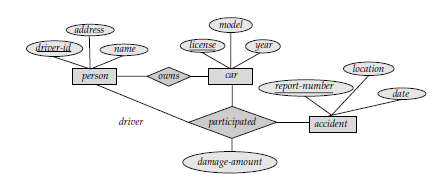 model
address
driver-id
name
license
year
person
owns
car
location
report-number
date
driver
participated
accident
damage-amount